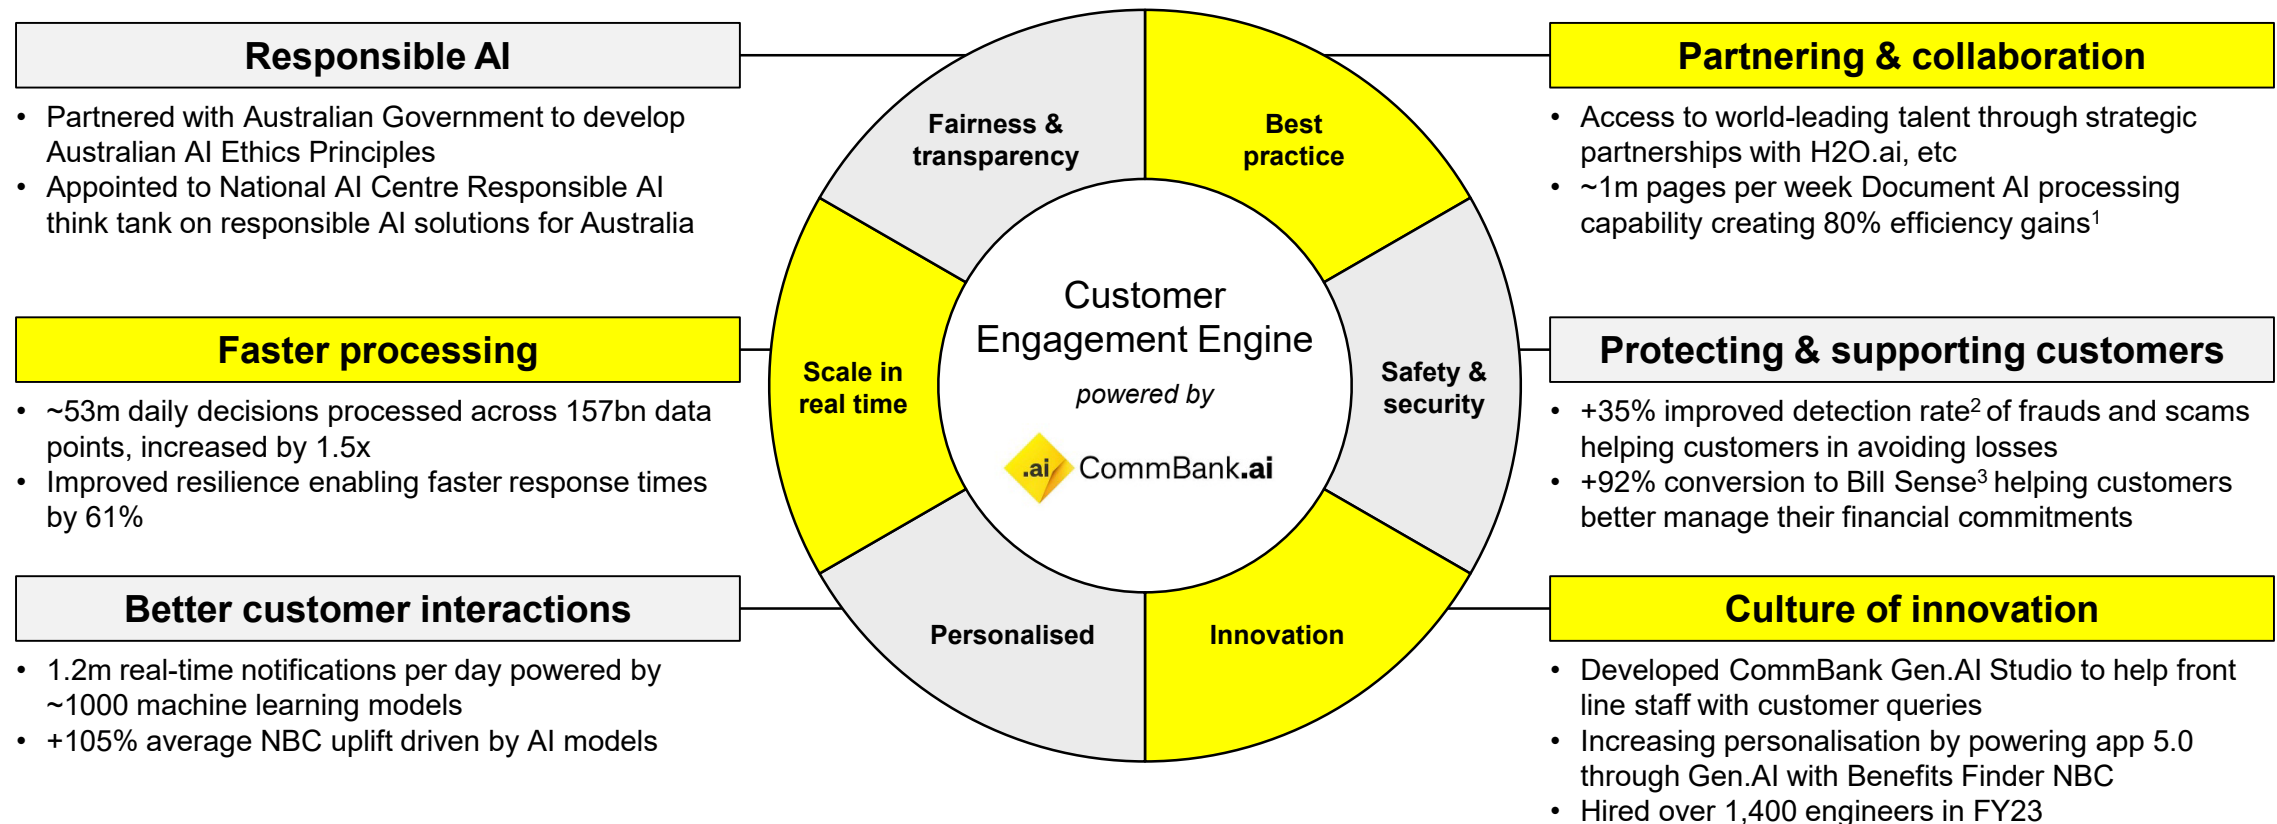 Responsible AI
• Partnered with Australian Government to develop
Australian AI Ethics Principles
• Appointed to National AI Centre Responsible AI
think tank on responsible AI solutions for Australia
Faster processing
• ~53m daily decisions processed across 157bn data
points, increased by 1.5x
• Improved resilience enabling faster response times
by 61%
Better customer interactions
• 1.2m real-time notifications per day powered by
~1000 machine learning models
• +105% average NBC uplift driven by AI models
Fairness &
transparency
Best
practice
Scale in
real time
Safety &
security
Personalised
Innovation
Customer
Engagement Engine
powered by
.ai CommBank.ai
Partnering & collaboration
• Access to world-leading talent through strategic
partnerships with H2O.ai, etc
• ~1m pages per week Document AI processing
capability creating 80% efficiency gains¹
Protecting & supporting customers
• +35% improved detection rate² of frauds and scams
helping customers in avoiding losses
• +92% conversion to Bill Sense³ helping customers
better manage their financial commitments
Culture of innovation
• Developed CommBank Gen.AI Studio to help front
line staff with customer queries
• Increasing personalisation by powering app 5.0
through Gen.AI with Benefits Finder NBC
• Hired over 1,400 engineers in FY23